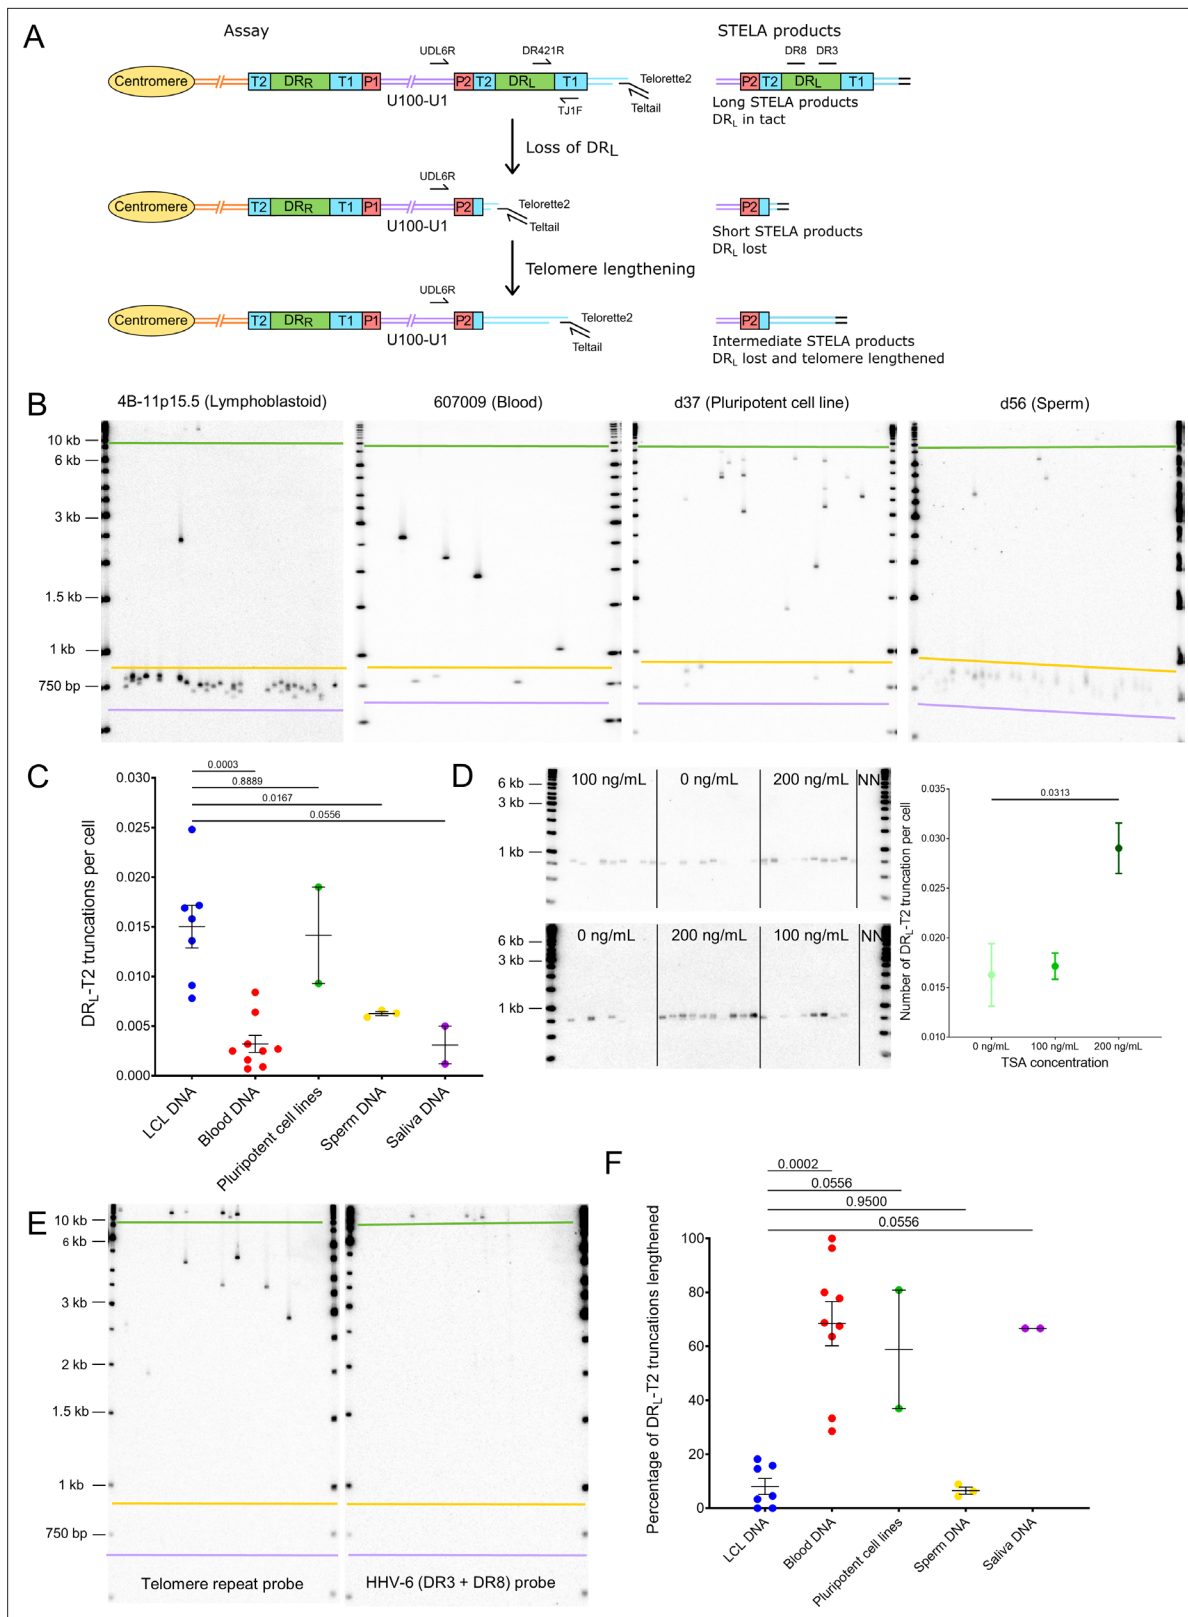 A
Assay
STELA products
UDL6R
DR421R
DR8
DR3
Centromere
T2
DRR
T1
P1
U100-U1
P2
T2
DRL
T1
Telorette2
Teltail
TJ1F
P2
T2
DRL
T1
Long STELA products
DRL in tact
Loss of DRL
UDL6R
Centromere
T2
DRR
T1
P1
U100-U1
P2
Telorette2
Teltail
P2
Short STELA products
DRL lost
Telomere lengthening
UDL6R
Centromere
T2
DRR
T1
P1
U100-U1
P2
Telorette2
Teltail
P2
Intermediate STELA products
DRL lost and telomere lengthened
B
4B-11p15.5 (Lymphoblastoid)
607009 (Blood)
d37 (Pluripotent cell line)
d56 (Sperm)
10 kb
6 kb
3 kb
1.5 kb
1 kb
750 bp
C
0.0003
0.8889
0.0167
0.0556
DRL-T2 truncations per cell
0.030
0.025
0.020
0.015
0.010
0.005
0.000
LCL DNA
Blood DNA
Pluripotent cell lines
Sperm DNA
Saliva DNA
D
100 ng/mL
0 ng/mL
200 ng/mL
NN
6 kb
3 kb
1 kb
0 ng/mL
200 ng/mL
100 ng/mL
NN
6 kb
3 kb
1 kb
Number of DRL-T2 truncation per cell
0.0313
0.035
0.030
0.025
0.020
0.015
0.010
0 ng/mL
100 ng/mL
200 ng/mL
TSA concentration
E
10 kb
6 kb
3 kb
2 kb
1.5 kb
1 kb
750 bp
Telomere repeat probe
HHV-6 (DR3 + DR8) probe
F
0.0002
0.0556
0.9500
0.0556
Percentage of DRL-T2 truncations lengthened
100
80
60
40
20
0
LCL DNA
Blood DNA
Pluripotent cell lines
Sperm DNA
Saliva DNA